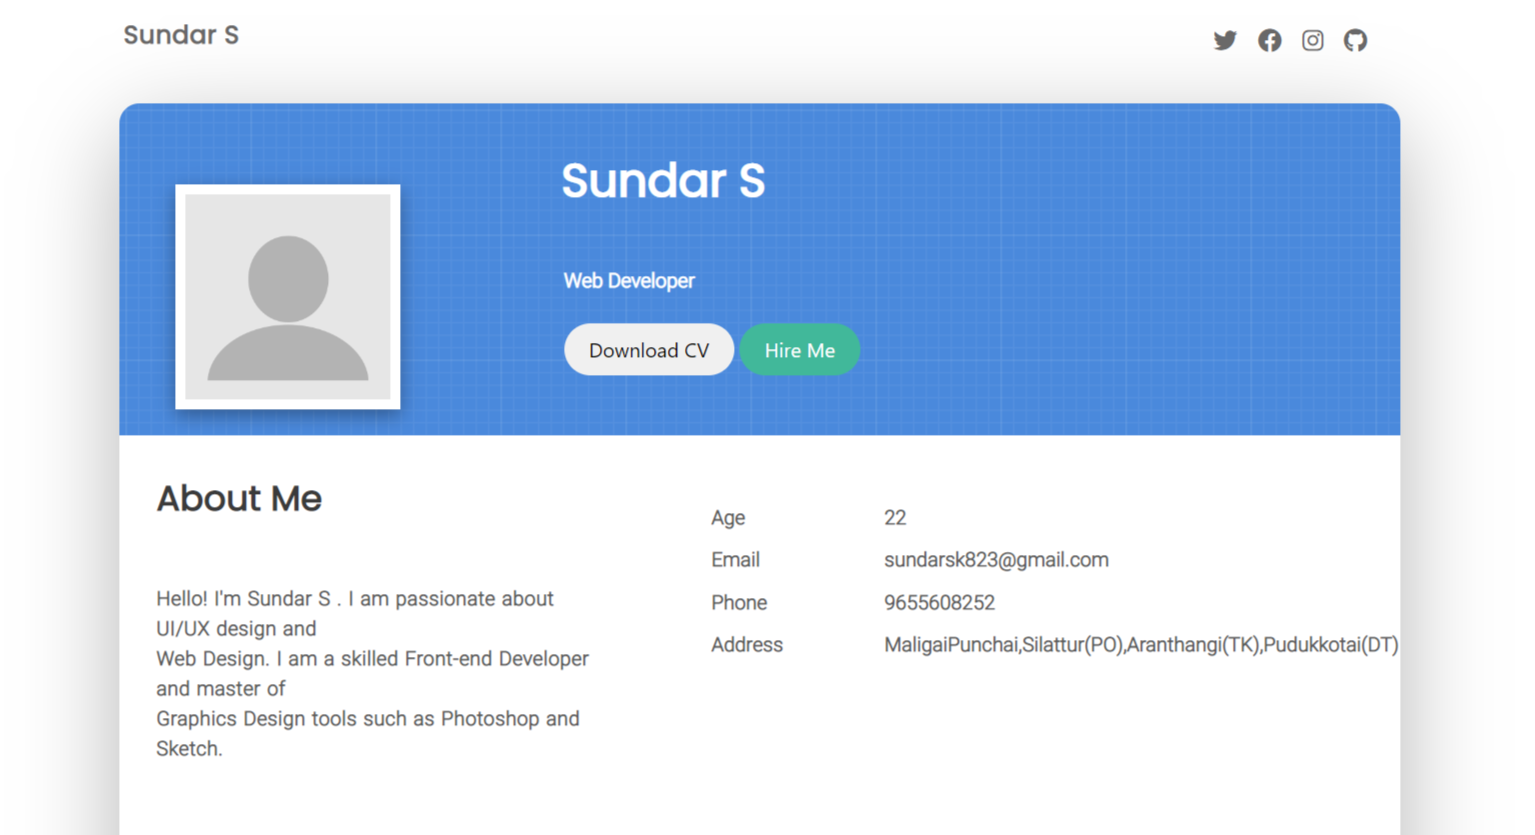 Sundar S
Sundar S
Web Developer
Download CV
Hire Me
About Me
Hello! I'm Sundar S . I am passionate about
UI/UX design and
Web Design. I am a skilled Front-end Developer
and master of
Graphics Design tools such as Photoshop and
Sketch.
Age 22
Email sundarsk823@gmail.com
Phone 9655608252
Address MaligaiPunchai,Silattur(PO),Aranthangi(TK),Pudukkotai(DT)